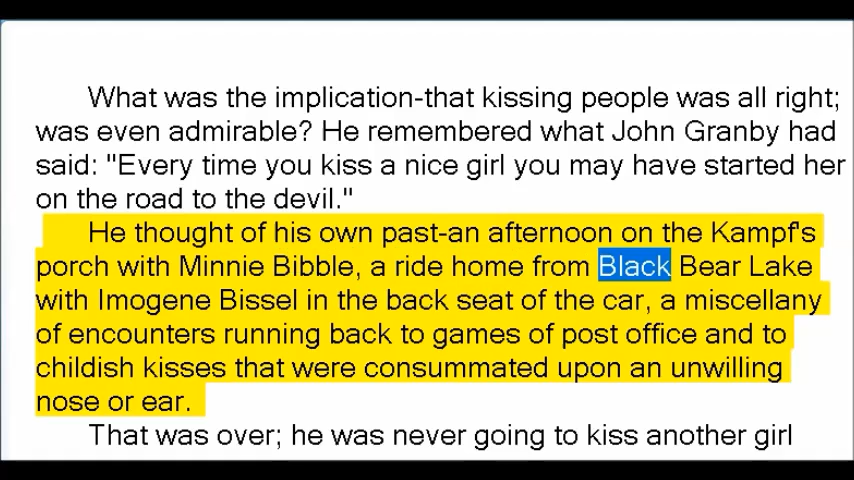 What was the implication-that kissing people was all right;
was even admirable? He remembered what John Granby had
said: "Every time you kiss a nice girl you may have started her
on the road to the devil."
He thought of his own past-an afternoon on the Kampf's
porch with Minnie Bibble, a ride home from Black Bear Lake
with Imogene Bissel in the back seat of the car, a miscellany
of encounters running back to games of post office and to
childish kisses that were consummated upon an unwilling
nose or ear.
That was over; he was never going to kiss another girl